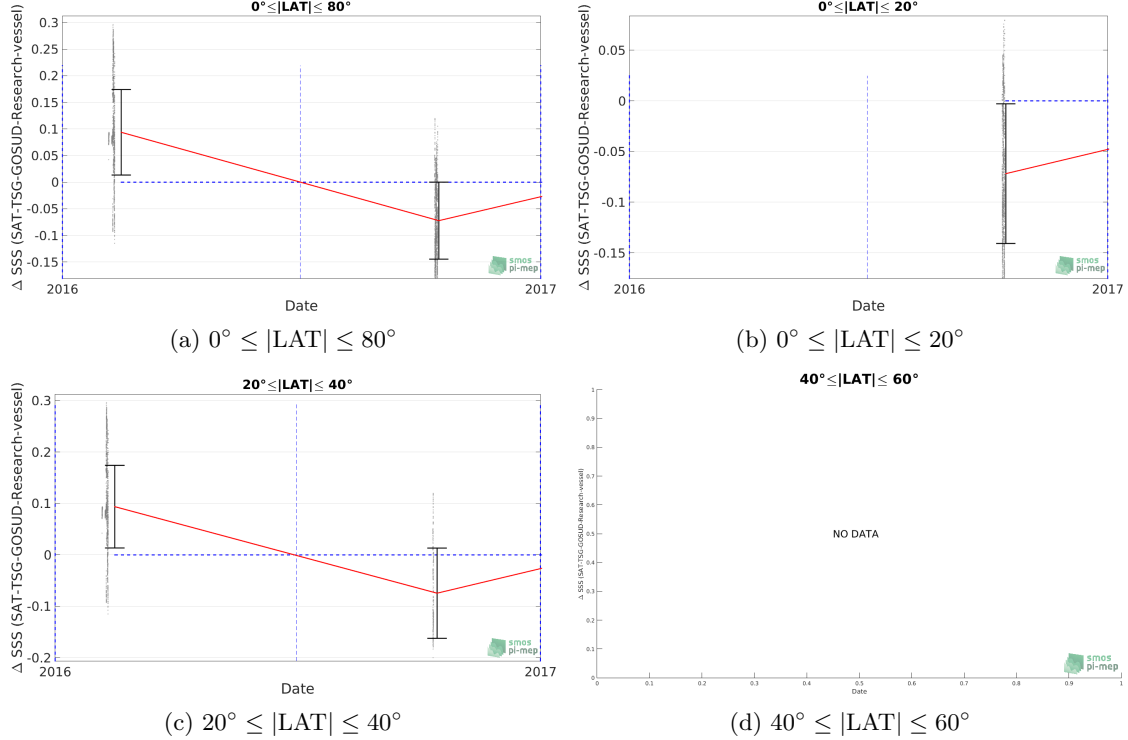 0°≤|LAT|≤ 80°
Δ SSS (SAT-TSG-GOSUD-Research-vessel)
0.3
0.25
0.2
0.15
0.1
0.05
0
-0.05
-0.1
-0.15
2016
2017
Date
smos
pi-mep
(a) 0° ≤ |LAT| ≤ 80°
0°≤|LAT|≤ 20°
Δ SSS (SAT-TSG-GOSUD-Research-vessel)
0.05
0
-0.05
-0.1
-0.15
2016
2017
Date
smos
pi-mep
(b) 0° ≤ |LAT| ≤ 20°
20°≤|LAT|≤ 40°
Δ SSS (SAT-TSG-GOSUD-Research-vessel)
0.3
0.2
0.1
0
-0.1
-0.2
2016
2017
Date
smos
pi-mep
(c) 20° ≤ |LAT| ≤ 40°
40°≤|LAT|≤ 60°
Δ SSS (SAT-TSG-GOSUD-Research-vessel)
1
0.9
0.8
0.7
0.6
0.5
0.4
0.3
0.2
0.1
0
NO DATA
0 0.1 0.2 0.3 0.4 0.5 0.6 0.7 0.8 0.9 1
Date
smos
pi-mep
(d) 40° ≤ |LAT| ≤ 60°